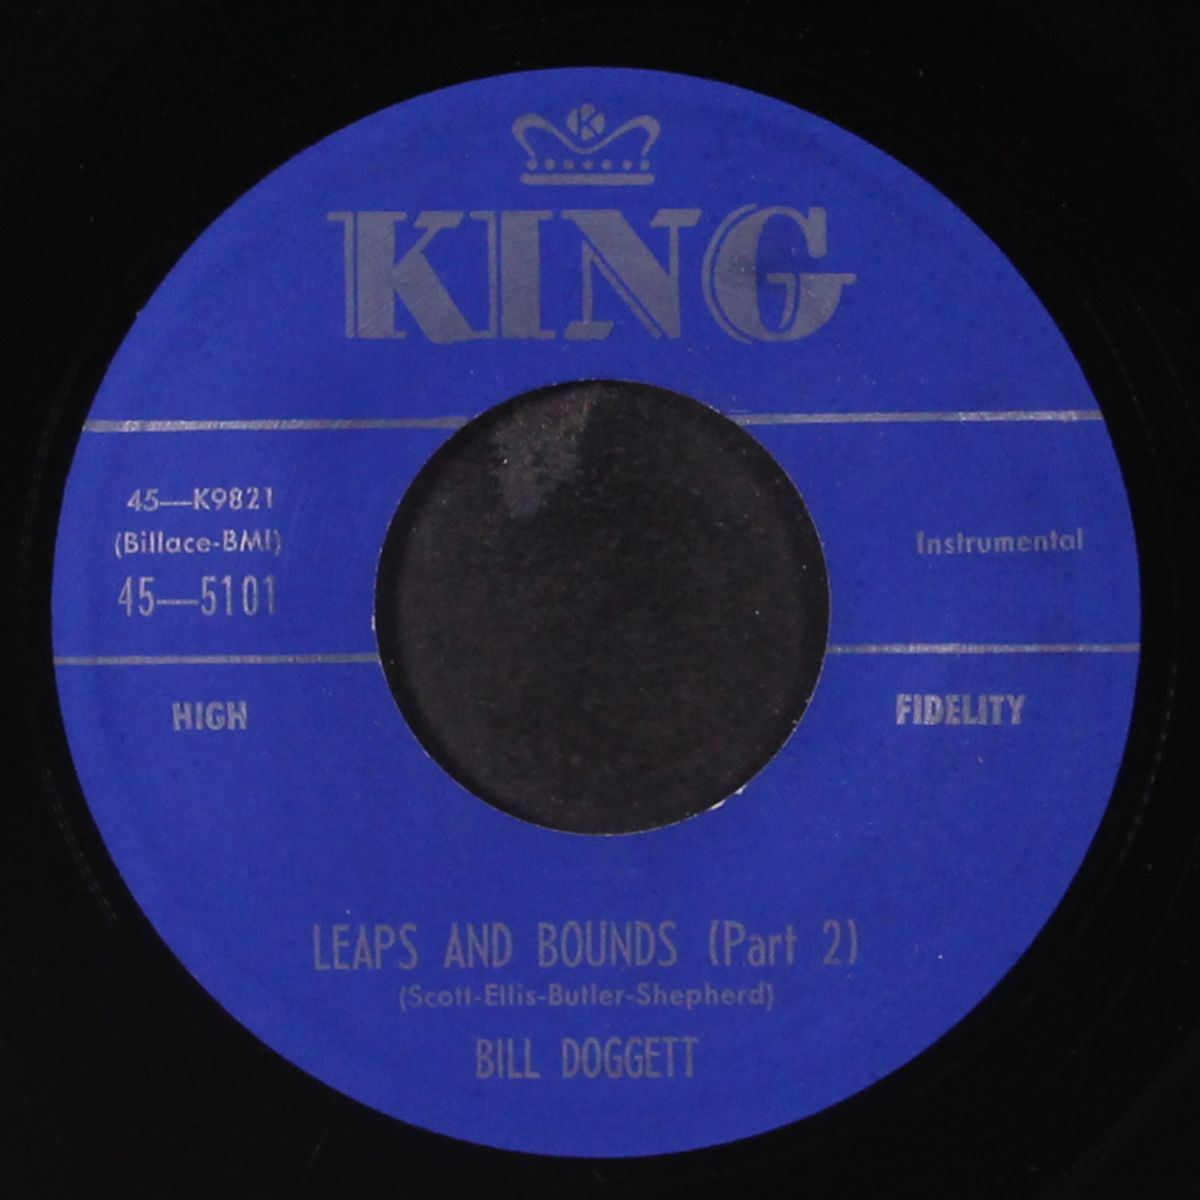 K
KING
45—K9821
(Billace-BMI)
45—5101
Instrumental
HIGH FIDELITY
LEAPS AND BOUNDS (Part 2)
(Scott-Ellis-Butler-Shepherd)
BILL DOGGETT